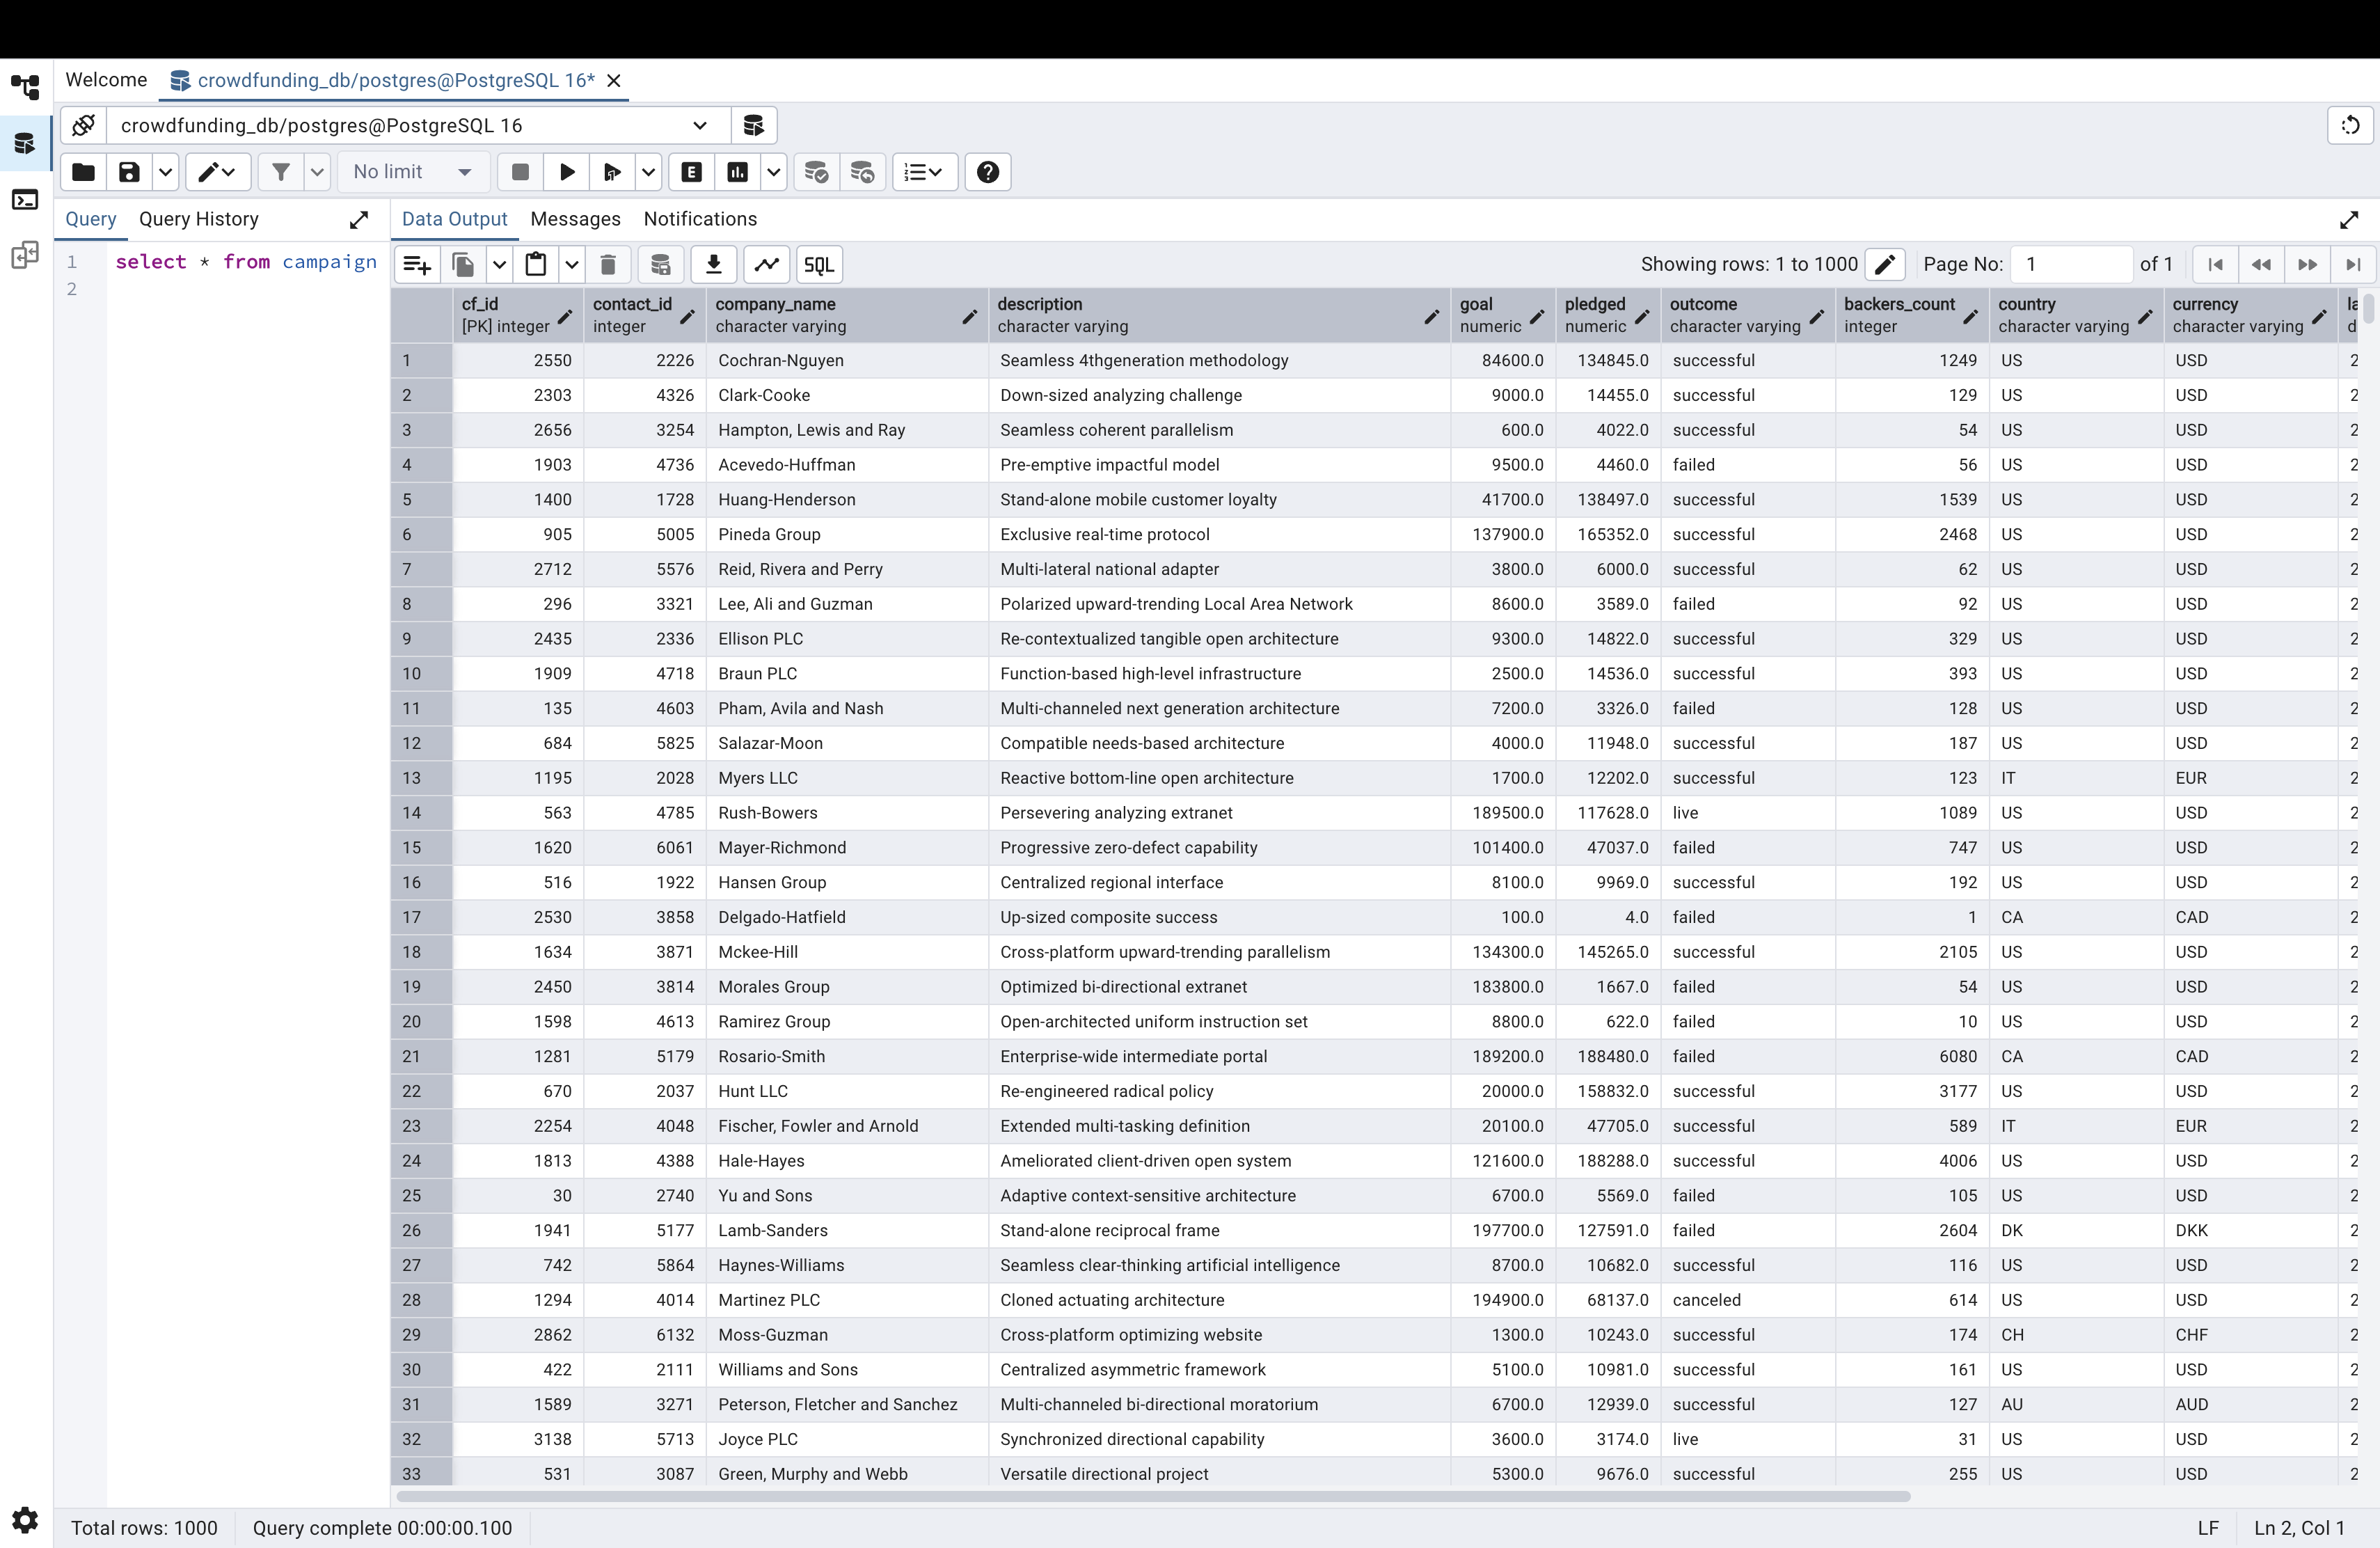 Welcome crowdfunding_db/postgres@PostgreSQL 16*
crowdfunding_db/postgres@PostgreSQL 16
No limit E
Query Query History Data Output Messages Notifications
1 select * from campaign
2
SQL Showing rows: 1 to 1000 Page No: 1 of 1
cf_id contact_id company_name description goal pledged outcome backers_count country currency la
[PK] integer integer character varying character varying numeric numeric character varying integer character varying character varying d
1 2550 2226 Cochran-Nguyen Seamless 4thgeneration methodology 84600.0 134845.0 successful 1249 US USD 2
2 2303 4326 Clark-Cooke Down-sized analyzing challenge 9000.0 14455.0 successful 129 US USD 2
3 2656 3254 Hampton, Lewis and Ray Seamless coherent parallelism 600.0 4022.0 successful 54 US USD 2
4 1903 4736 Acevedo-Huffman Pre-emptive impactful model 9500.0 4460.0 failed 56 US USD 2
5 1400 1728 Huang-Henderson Stand-alone mobile customer loyalty 41700.0 138497.0 successful 1539 US USD 2
6 905 5005 Pineda Group Exclusive real-time protocol 137900.0 165352.0 successful 2468 US USD 2
7 2712 5576 Reid, Rivera and Perry Multi-lateral national adapter 3800.0 6000.0 successful 62 US USD 2
8 296 3321 Lee, Ali and Guzman Polarized upward-trending Local Area Network 8600.0 3589.0 failed 92 US USD 2
9 2435 2336 Ellison PLC Re-contextualized tangible open architecture 9300.0 14822.0 successful 329 US USD 2
10 1909 4718 Braun PLC Function-based high-level infrastructure 2500.0 14536.0 successful 393 US USD 2
11 135 4603 Pham, Avila and Nash Multi-channeled next generation architecture 7200.0 3326.0 failed 128 US USD 2
12 684 5825 Salazar-Moon Compatible needs-based architecture 4000.0 11948.0 successful 187 US USD 2
13 1195 2028 Myers LLC Reactive bottom-line open architecture 1700.0 12202.0 successful 123 IT EUR 2
14 563 4785 Rush-Bowers Persevering analyzing extranet 189500.0 117628.0 live 1089 US USD 2
15 1620 6061 Mayer-Richmond Progressive zero-defect capability 101400.0 47037.0 failed 747 US USD 2
16 516 1922 Hansen Group Centralized regional interface 8100.0 9969.0 successful 192 US USD 2
17 2530 3858 Delgado-Hatfield Up-sized composite success 100.0 4.0 failed 1 CA CAD 2
18 1634 3871 Mckee-Hill Cross-platform upward-trending parallelism 134300.0 145265.0 successful 2105 US USD 2
19 2450 3814 Morales Group Optimized bi-directional extranet 183800.0 1667.0 failed 54 US USD 2
20 1598 4613 Ramirez Group Open-architected uniform instruction set 8800.0 622.0 failed 10 US USD 2
21 1281 5179 Rosario-Smith Enterprise-wide intermediate portal 189200.0 188480.0 failed 6080 CA CAD 2
22 670 2037 Hunt LLC Re-engineered radical policy 20000.0 158832.0 successful 3177 US USD 2
23 2254 4048 Fischer, Fowler and Arnold Extended multi-tasking definition 20100.0 47705.0 successful 589 IT EUR 2
24 1813 4388 Hale-Hayes Ameliorated client-driven open system 121600.0 188288.0 successful 4006 US USD 2
25 30 2740 Yu and Sons Adaptive context-sensitive architecture 6700.0 5569.0 failed 105 US USD 2
26 1941 5177 Lamb-Sanders Stand-alone reciprocal frame 197700.0 127591.0 failed 2604 DK DKK 2
27 742 5864 Haynes-Williams Seamless clear-thinking artificial intelligence 8700.0 10682.0 successful 116 US USD 2
28 1294 4014 Martinez PLC Cloned actuating architecture 194900.0 68137.0 canceled 614 US USD 2
29 2862 6132 Moss-Guzman Cross-platform optimizing website 1300.0 10243.0 successful 174 CH CHF 2
30 422 2111 Williams and Sons Centralized asymmetric framework 5100.0 10981.0 successful 161 US USD 2
31 1589 3271 Peterson, Fletcher and Sanchez Multi-channeled bi-directional moratorium 6700.0 12939.0 successful 127 AU AUD 2
32 3138 5713 Joyce PLC Synchronized directional capability 3600.0 3174.0 live 31 US USD 2
33 531 3087 Green, Murphy and Webb Versatile directional project 5300.0 9676.0 successful 255 US USD 2
Total rows: 1000 Query complete 00:00:00.100 LF Ln 2, Col 1